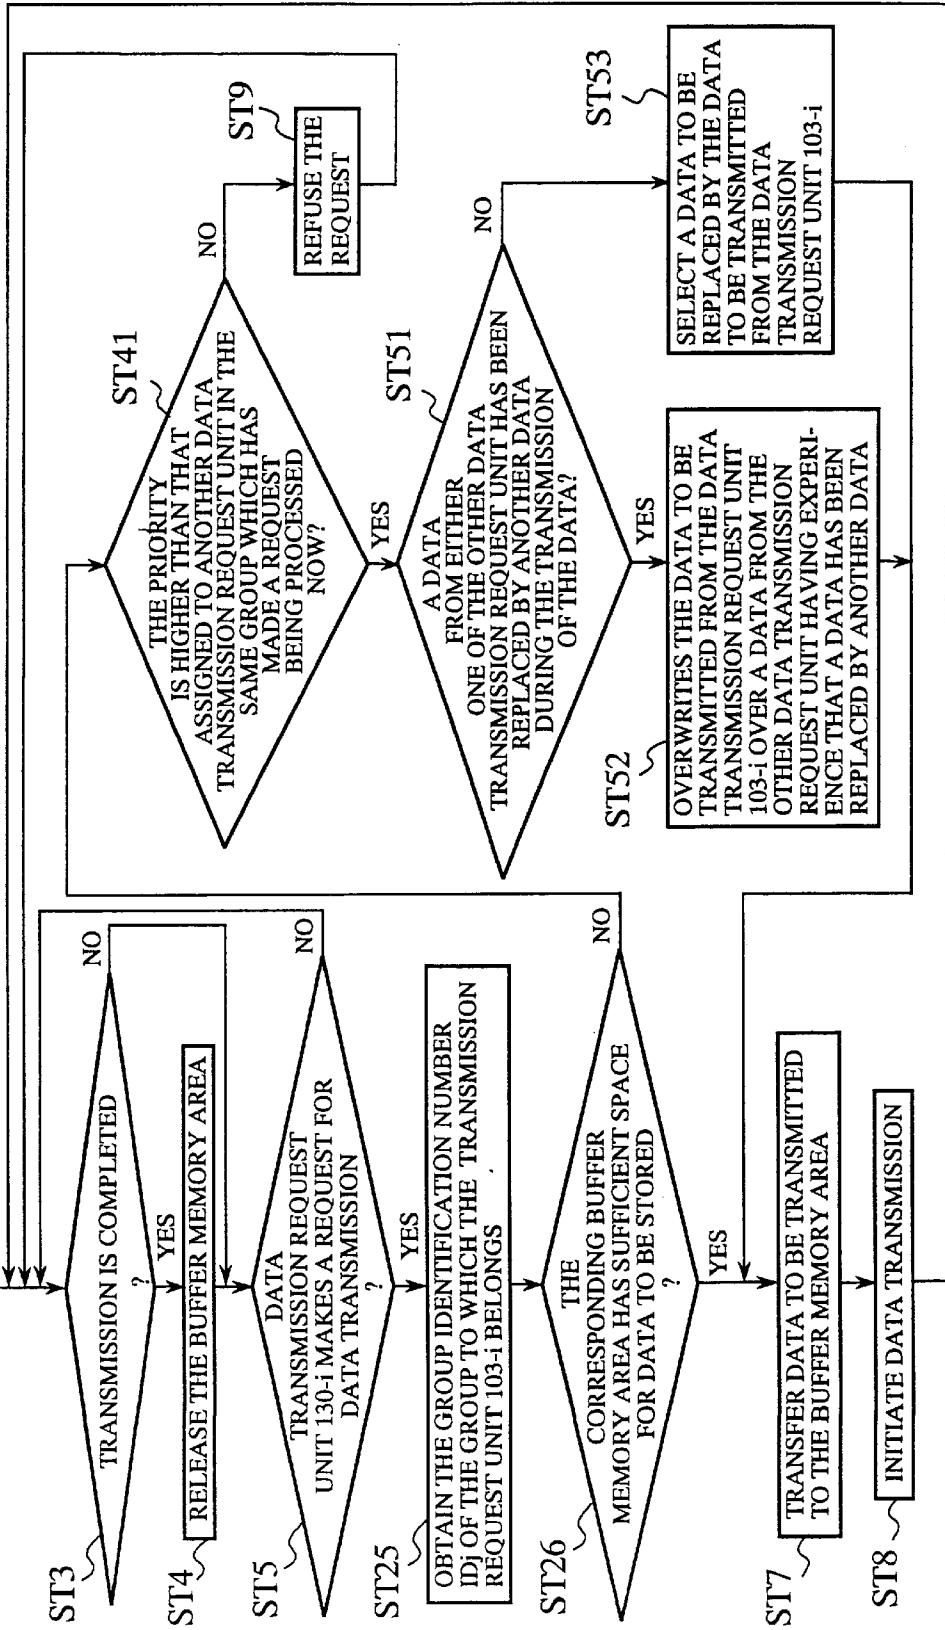 ST3
TRANSMISSION IS COMPLETED
?
NO
YES
ST4
RELEASE THE BUFFER MEMORY AREA
ST5
DATA
TRANSMISSION REQUEST
UNIT 130-i MAKES A REQUEST FOR
DATA TRANSMISSION
?
NO
YES
ST25
OBTAIN THE GROUP IDENTIFICATION NUMBER
IDj OF THE GROUP TO WHICH THE TRANSMISSION
REQUEST UNIT 103-i BELONGS
ST26
THE
CORRESPONDING BUFFER
MEMORY AREA HAS SUFFICIENT SPACE
FOR DATA TO BE STORED
?
NO
YES
ST7
TRANSFER DATA TO BE TRANSMITTED
TO THE BUFFER MEMORY AREA
ST8
INITIATE DATA TRANSMISSION
ST41
THE PRIORITY
IS HIGHER THAN THAT
ASSIGNED TO ANOTHER DATA
TRANSMISSION REQUEST UNIT IN THE
SAME GROUP WHICH HAS
MADE A REQUEST
BEING PROCESSED
NOW?
NO
YES
ST9
REFUSE THE
REQUEST
ST51
A DATA
FROM EITHER
ONE OF THE OTHER DATA
TRANSMISSION REQUEST UNIT HAS BEEN
REPLACED BY ANOTHER DATA
DURING THE TRANSMISSION
OF THE DATA?
NO
YES
ST52
OVERWRITES THE DATA TO BE
TRANSMITTED FROM THE DATA
TRANSMISSION REQUEST UNIT
103-i OVER A DATA FROM THE
OTHER DATA TRANSMISSION
REQUEST UNIT HAVING EXPERI-
ENCE THAT A DATA HAS BEEN
REPLACED BY ANOTHER DATA
ST53
SELECT A DATA TO BE
REPLACED BY THE DATA
TO BE TRANSMITTED
FROM THE DATA
TRANSMISSION
REQUEST UNIT 103-i